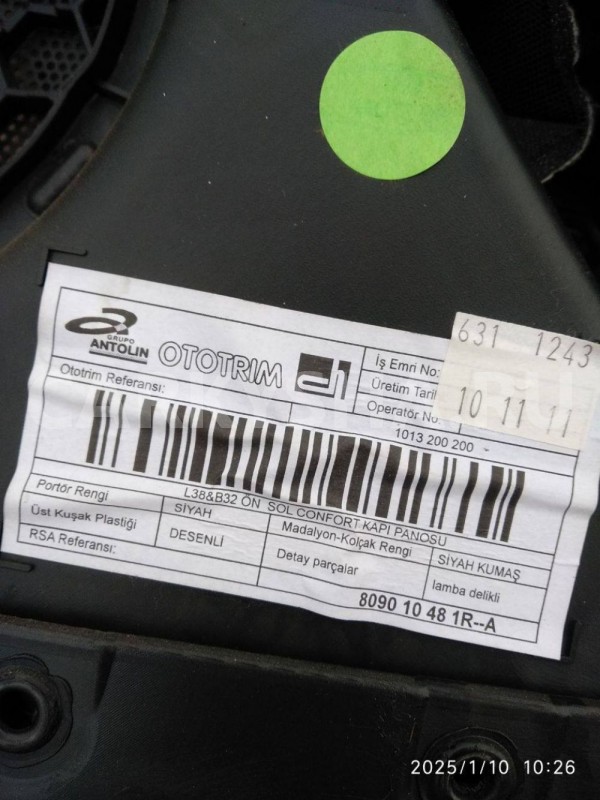 631 1243
10 11 11
GRUPO
ANTOLIN
OTOTRIM
İş Emri No:
Üretim Tari
Operatör No:
Ototrim Referansı:
1013 200 200 -
L38&B32 ÖN SOL CONFORT KAPI PANOSU
Portör Rengi
SİYAH
Madalyon-Kolçak Rengi
SİYAH KUMAŞ
Üst Kuşak Plastiği
DESENLİ
Detay parçalar
lamba delikli
RSA Referansı:
8090 10 48 1R--A
2025/1/10 10:26